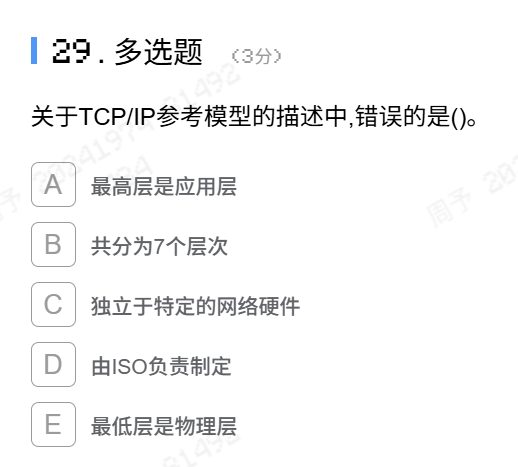 29.多选题 (3分)
关于TCP/IP参考模型的描述中,错误的是()。
A 最高层是应用层
B 共分为7个层次
C 独立于特定的网络硬件
D 由ISO负责制定
E 最低层是物理层